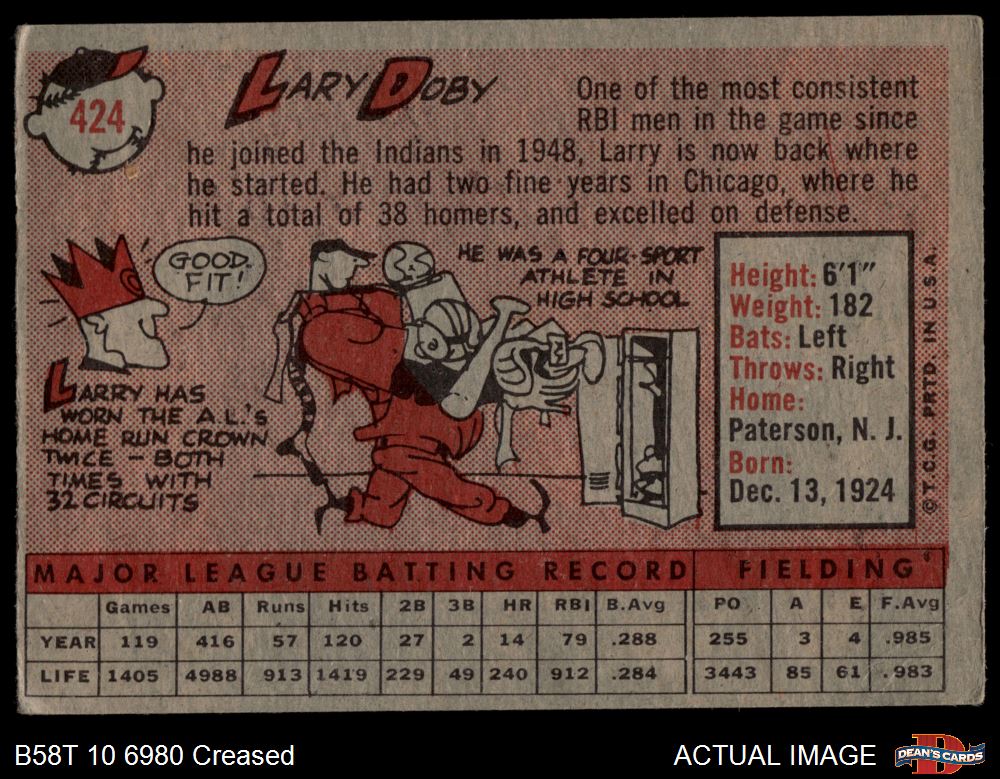 424
LARY DOBY
One of the most consistent
RBI men in the game since
he joined the Indians in 1948, Larry is now back where
he started. He had two fine years in Chicago, where he
hit a total of 38 homers, and excelled on defense.
GOOD
FIT!
LARRY HAS
WORN THE A.L.'S
HOME RUN CROWN
TWICE - BOTH
TIMES WITH
32 CIRCUITS
HE WAS A FOUR-SPORT
ATHLETE IN
HIGH SCHOOL
Height: 6'1"
Weight: 182
Bats: Left
Throws: Right
Home:
Paterson, N. J.
Born:
Dec. 13, 1924
© T.C.G. PRTD. IN U.S.A.
MAJOR LEAGUE BATTING RECORD FIELDING
Games AB Runs Hits 2B 3B HR RBI B.Avg PO A E F.Avg
YEAR 119 416 57 120 27 2 14 79 .288 255 3 4 .985
LIFE 1405 4988 913 1419 229 49 240 912 .284 3443 85 61 .983
B58T 10 6980 Creased
ACTUAL IMAGE
DEAN'S CARDS